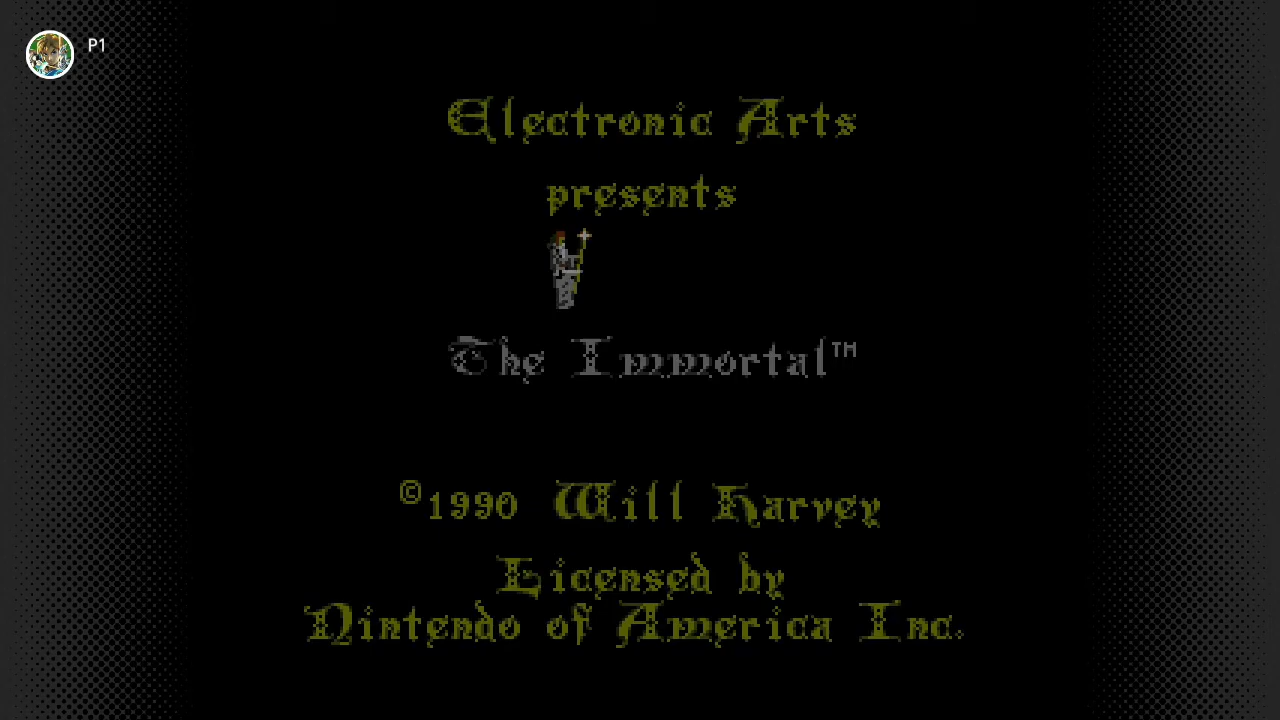 P1
Electronic Arts
presents
The Immortal™
©1990 Will Harvey
Licensed by
Nintendo of America Inc.